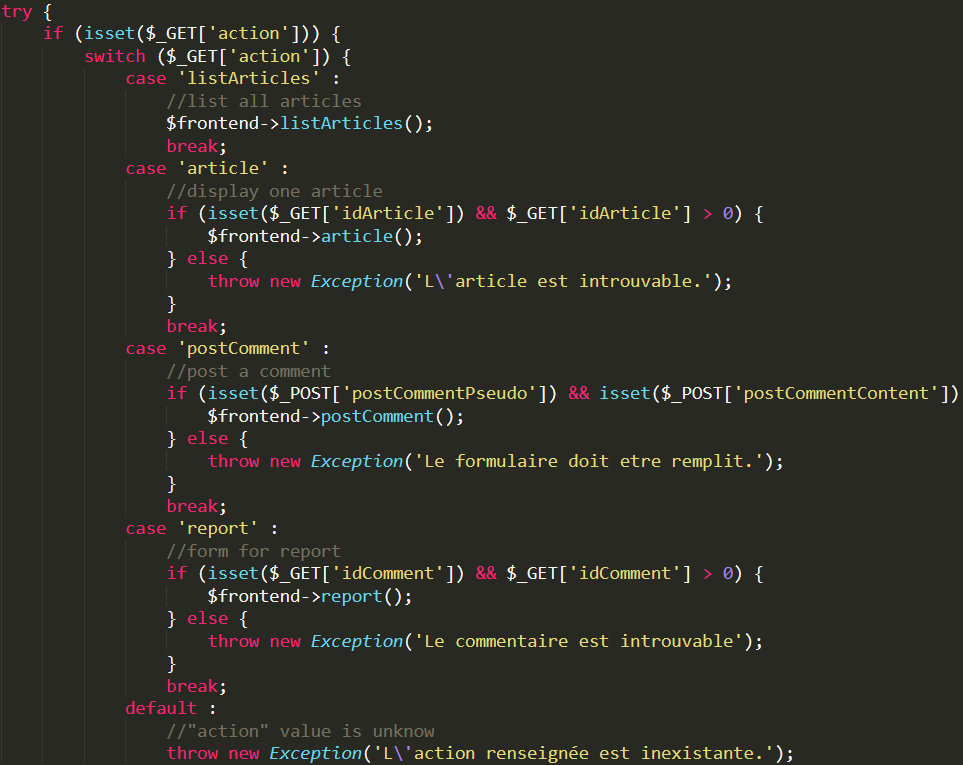 try {
    if (isset($_GET['action'])) {
        switch ($_GET['action']) {
            case 'listArticles' :
                //list all articles
                $frontend->listArticles();
                break;
            case 'article' :
                //display one article
                if (isset($_GET['idArticle']) && $_GET['idArticle'] > 0) {
                    $frontend->article();
                } else {
                    throw new Exception('L\'article est introuvable.');
                }
                break;
            case 'postComment' :
                //post a comment
                if (isset($_POST['postCommentPseudo']) && isset($_POST['postCommentContent'])
                    $frontend->postComment();
                } else {
                    throw new Exception('Le formulaire doit etre remplit.');
                }
                break;
            case 'report' :
                //form for report
                if (isset($_GET['idComment']) && $_GET['idComment'] > 0) {
                    $frontend->report();
                } else {
                    throw new Exception('Le commentaire est introuvable');
                }
                break;
            default :
                //"action" value is unknow
                throw new Exception('L\'action renseignée est inexistante.');